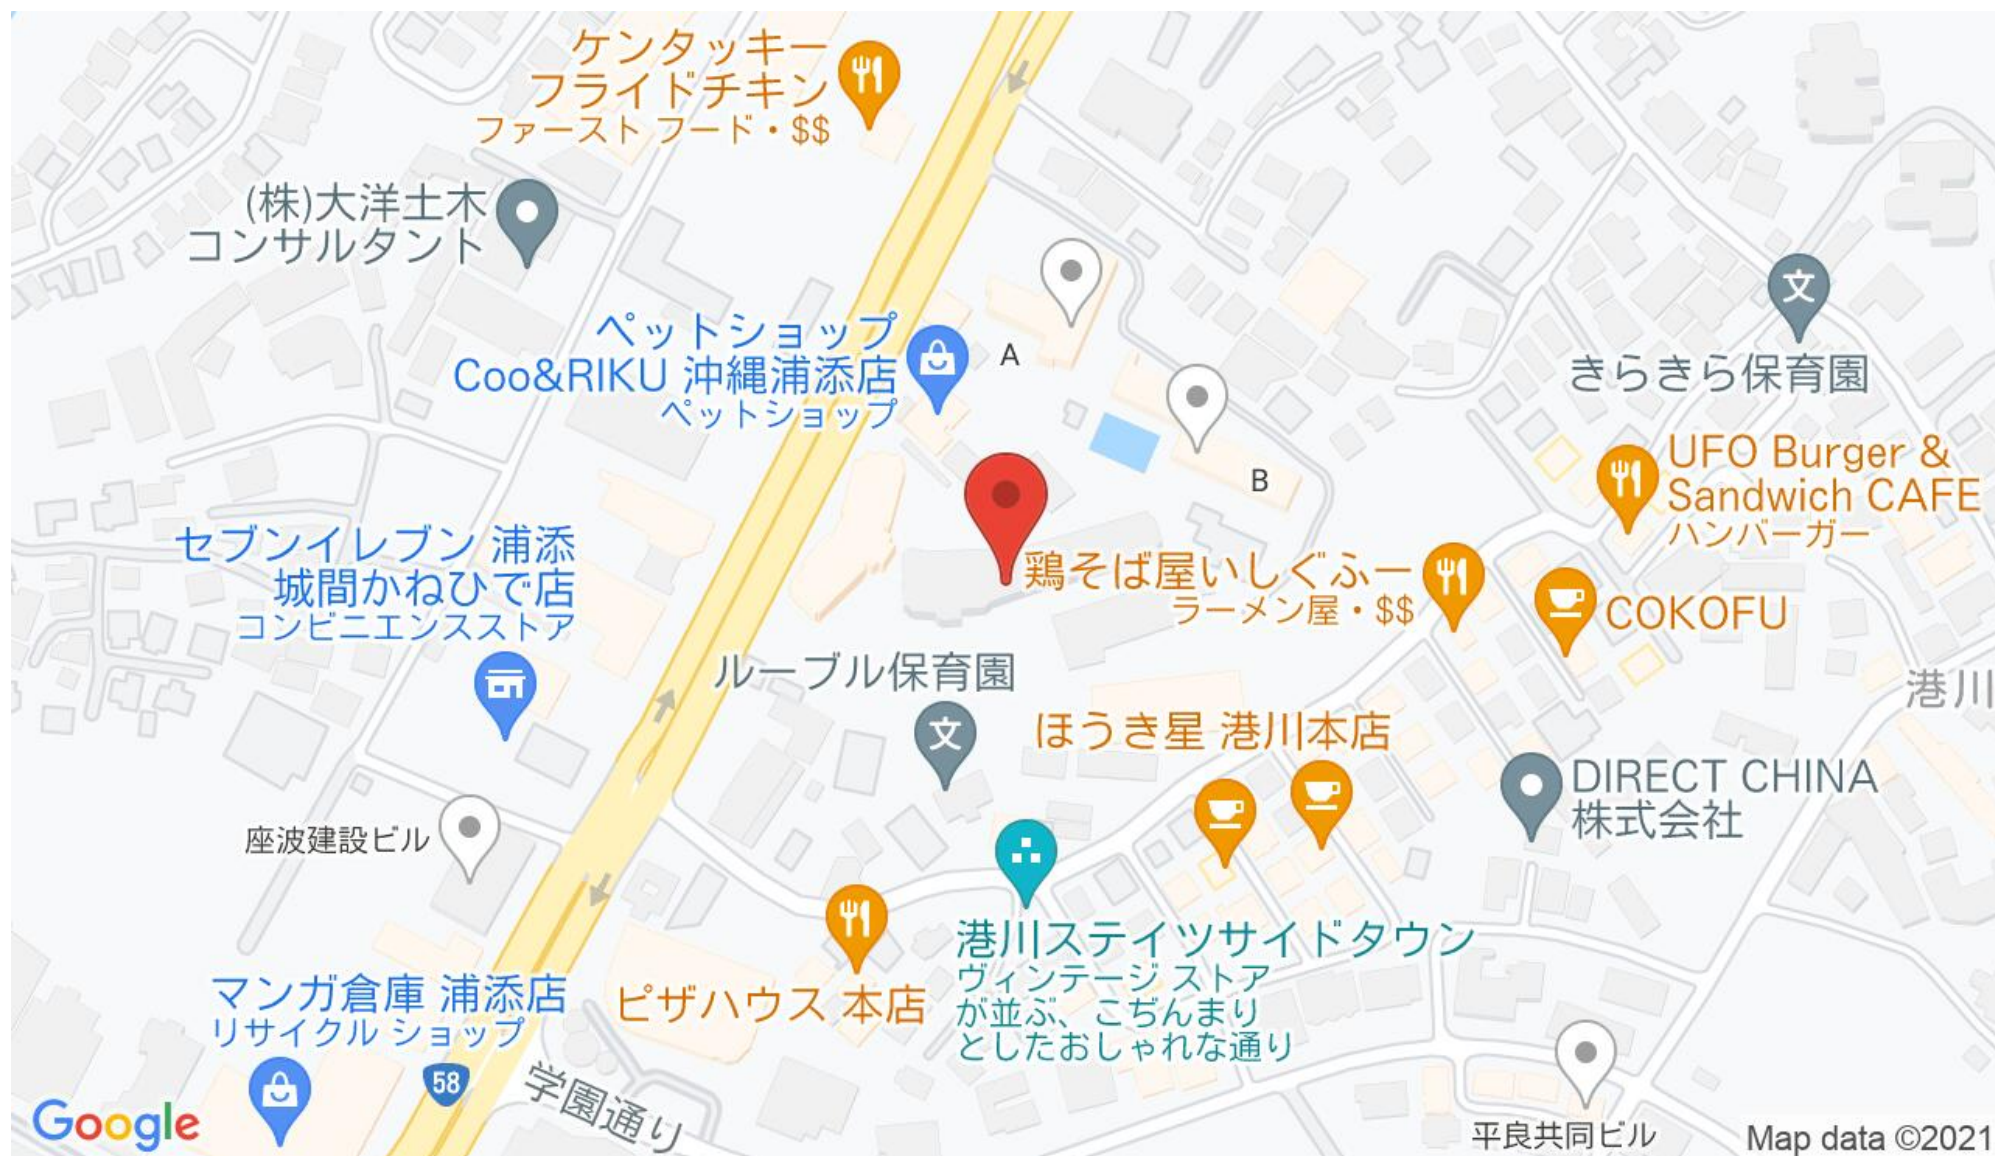 ケンタッキー
フライドチキン
ファースト フード・$$
(株)大洋土木
コンサルタント
文
ペットショップ
Coo&RIKU 沖縄浦添店
ペットショップ
A
きらきら保育園
UFO Burger &
Sandwich CAFE
ハンバーガー
B
セブンイレブン 浦添
城間かねひで店
コンビニエンスストア
鶏そば屋いしぐふー
ラーメン屋・$$
COKOFU
ルーブル保育園
文
港川
ほうき星 港川本店
DIRECT CHINA
株式会社
座波建設ビル
港川ステイツサイドタウン
ヴィンテージ ストア
が並ぶ、こぢんまり
としたおしゃれな通り
ピザハウス 本店
マンガ倉庫 浦添店
リサイクル ショップ
58
学園通り
Google
平良共同ビル
Map data ©2021